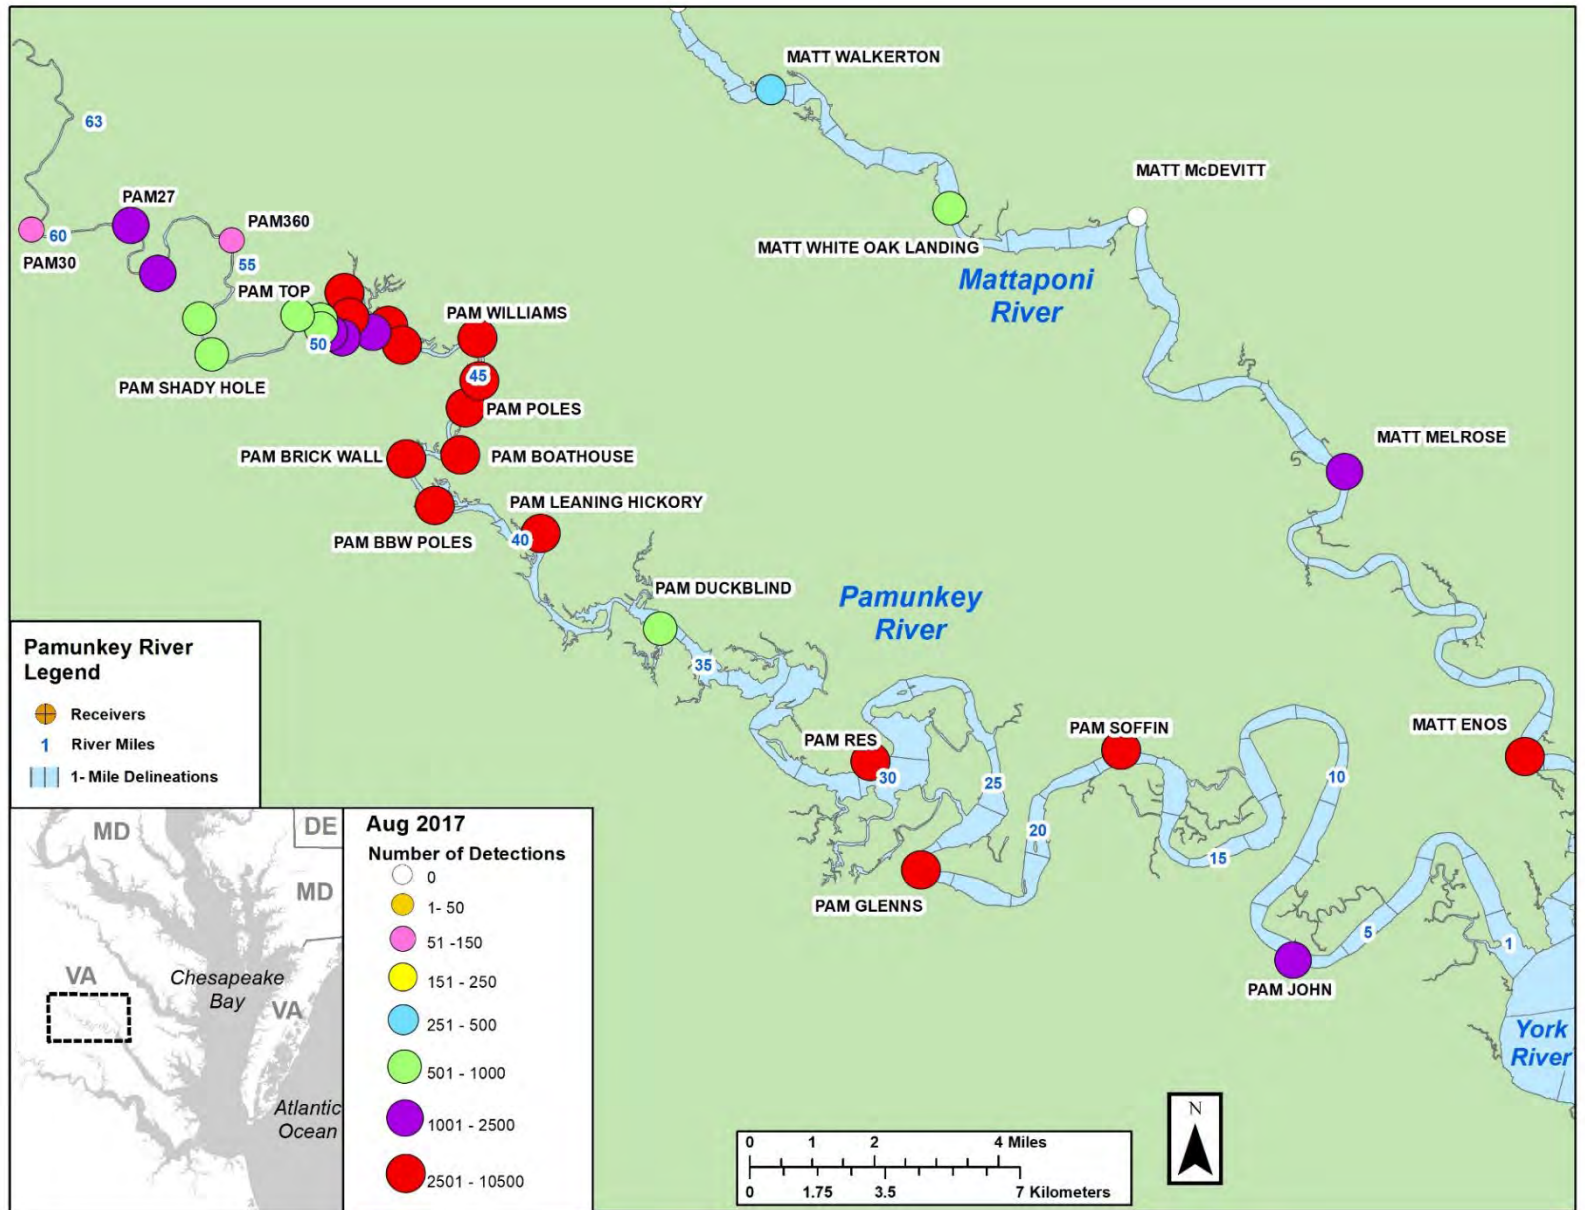 MATT WALKERTON
63
MATT McDEVITT
PAM27
PAM360
60
PAM30
55
MATT WHITE OAK LANDING
Mattaponi
River
PAM TOP
PAM WILLIAMS
50
45
PAM SHADY HOLE
PAM POLES
MATT MELROSE
PAM BRICK WALL
PAM BOATHOUSE
PAM LEANING HICKORY
PAM BBW POLES
40
PAM DUCKBLIND
Pamunkey
River
35
PAM RES
PAM SOFFIN
MATT ENOS
30
25
10
20
15
PAM GLENNS
5
1
PAM JOHN
York
River
Pamunkey River
Legend
Receivers
1 River Miles
1- Mile Delineations
MD
DE
MD
VA
Chesapeake
Bay
VA
Atlantic
Ocean
Aug 2017
Number of Detections
0
1- 50
51 -150
151 - 250
251 - 500
501 - 1000
1001 - 2500
2501 - 10500
0 1 2 4 Miles
0 1.75 3.5 7 Kilometers
N